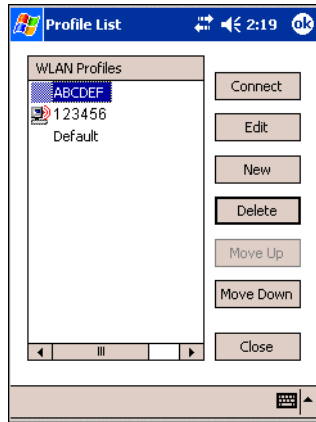 Profile List 2:19 ok
WLAN Profiles
ABCDEF
123456
Default
Connect
Edit
New
Delete
Move Up
Move Down
Close